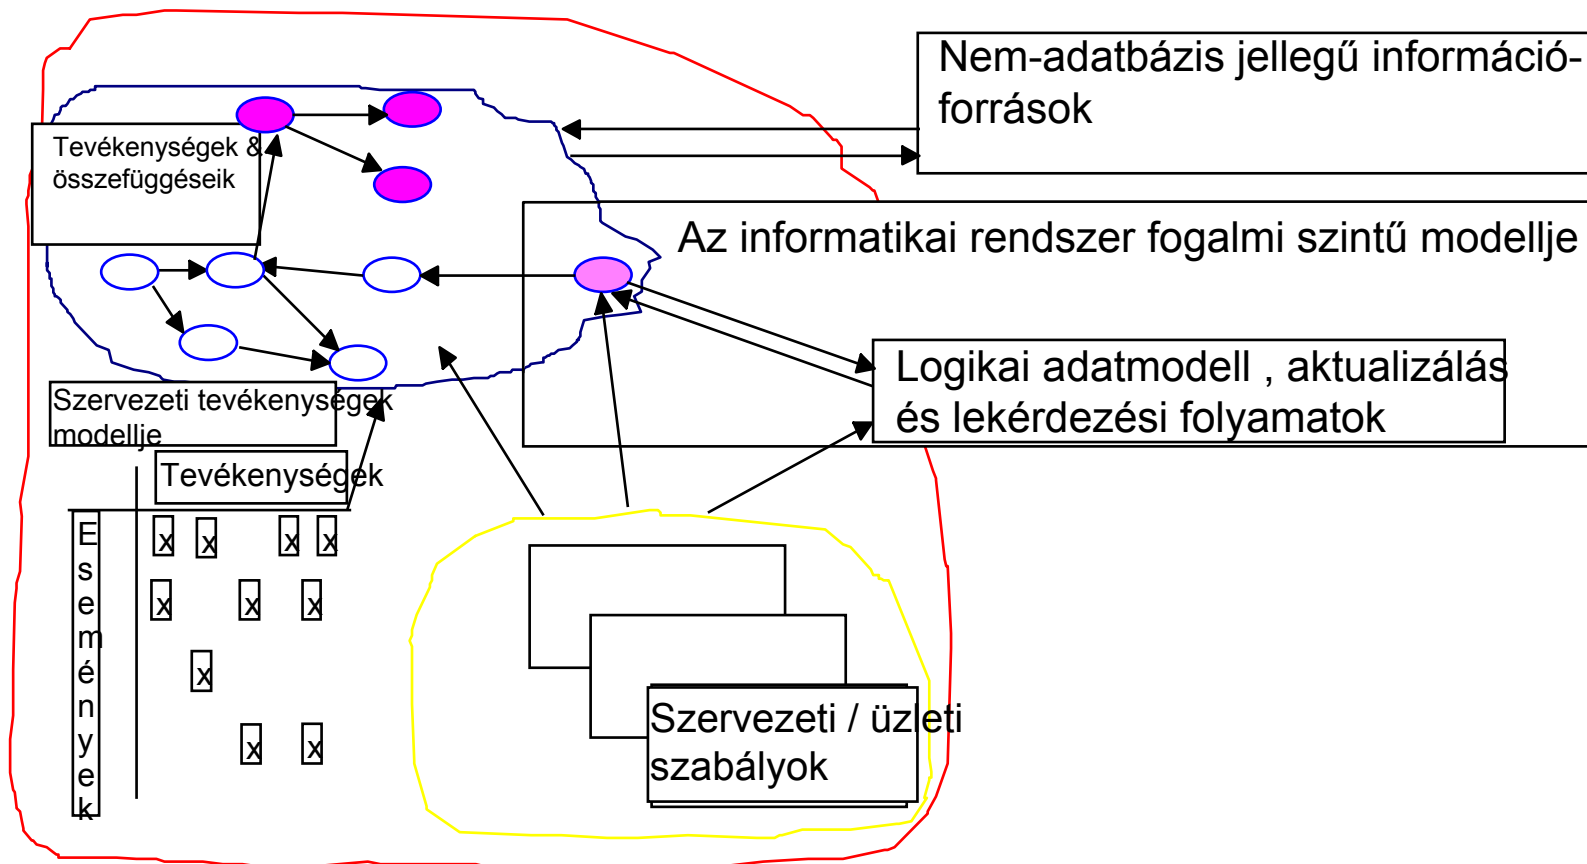 Nem-adatbázis jellegű információ-
források
Tevékenységek &
összefüggéseik
Az informatikai rendszer fogalmi szintű modellje
Logikai adatmodell , aktualizálás
és lekérdezési folyamatok
Szervezeti tevékenységek
modellje
Tevékenységek
Események
x x x x
x x x
x
x x
Szervezeti / üzleti
szabályok